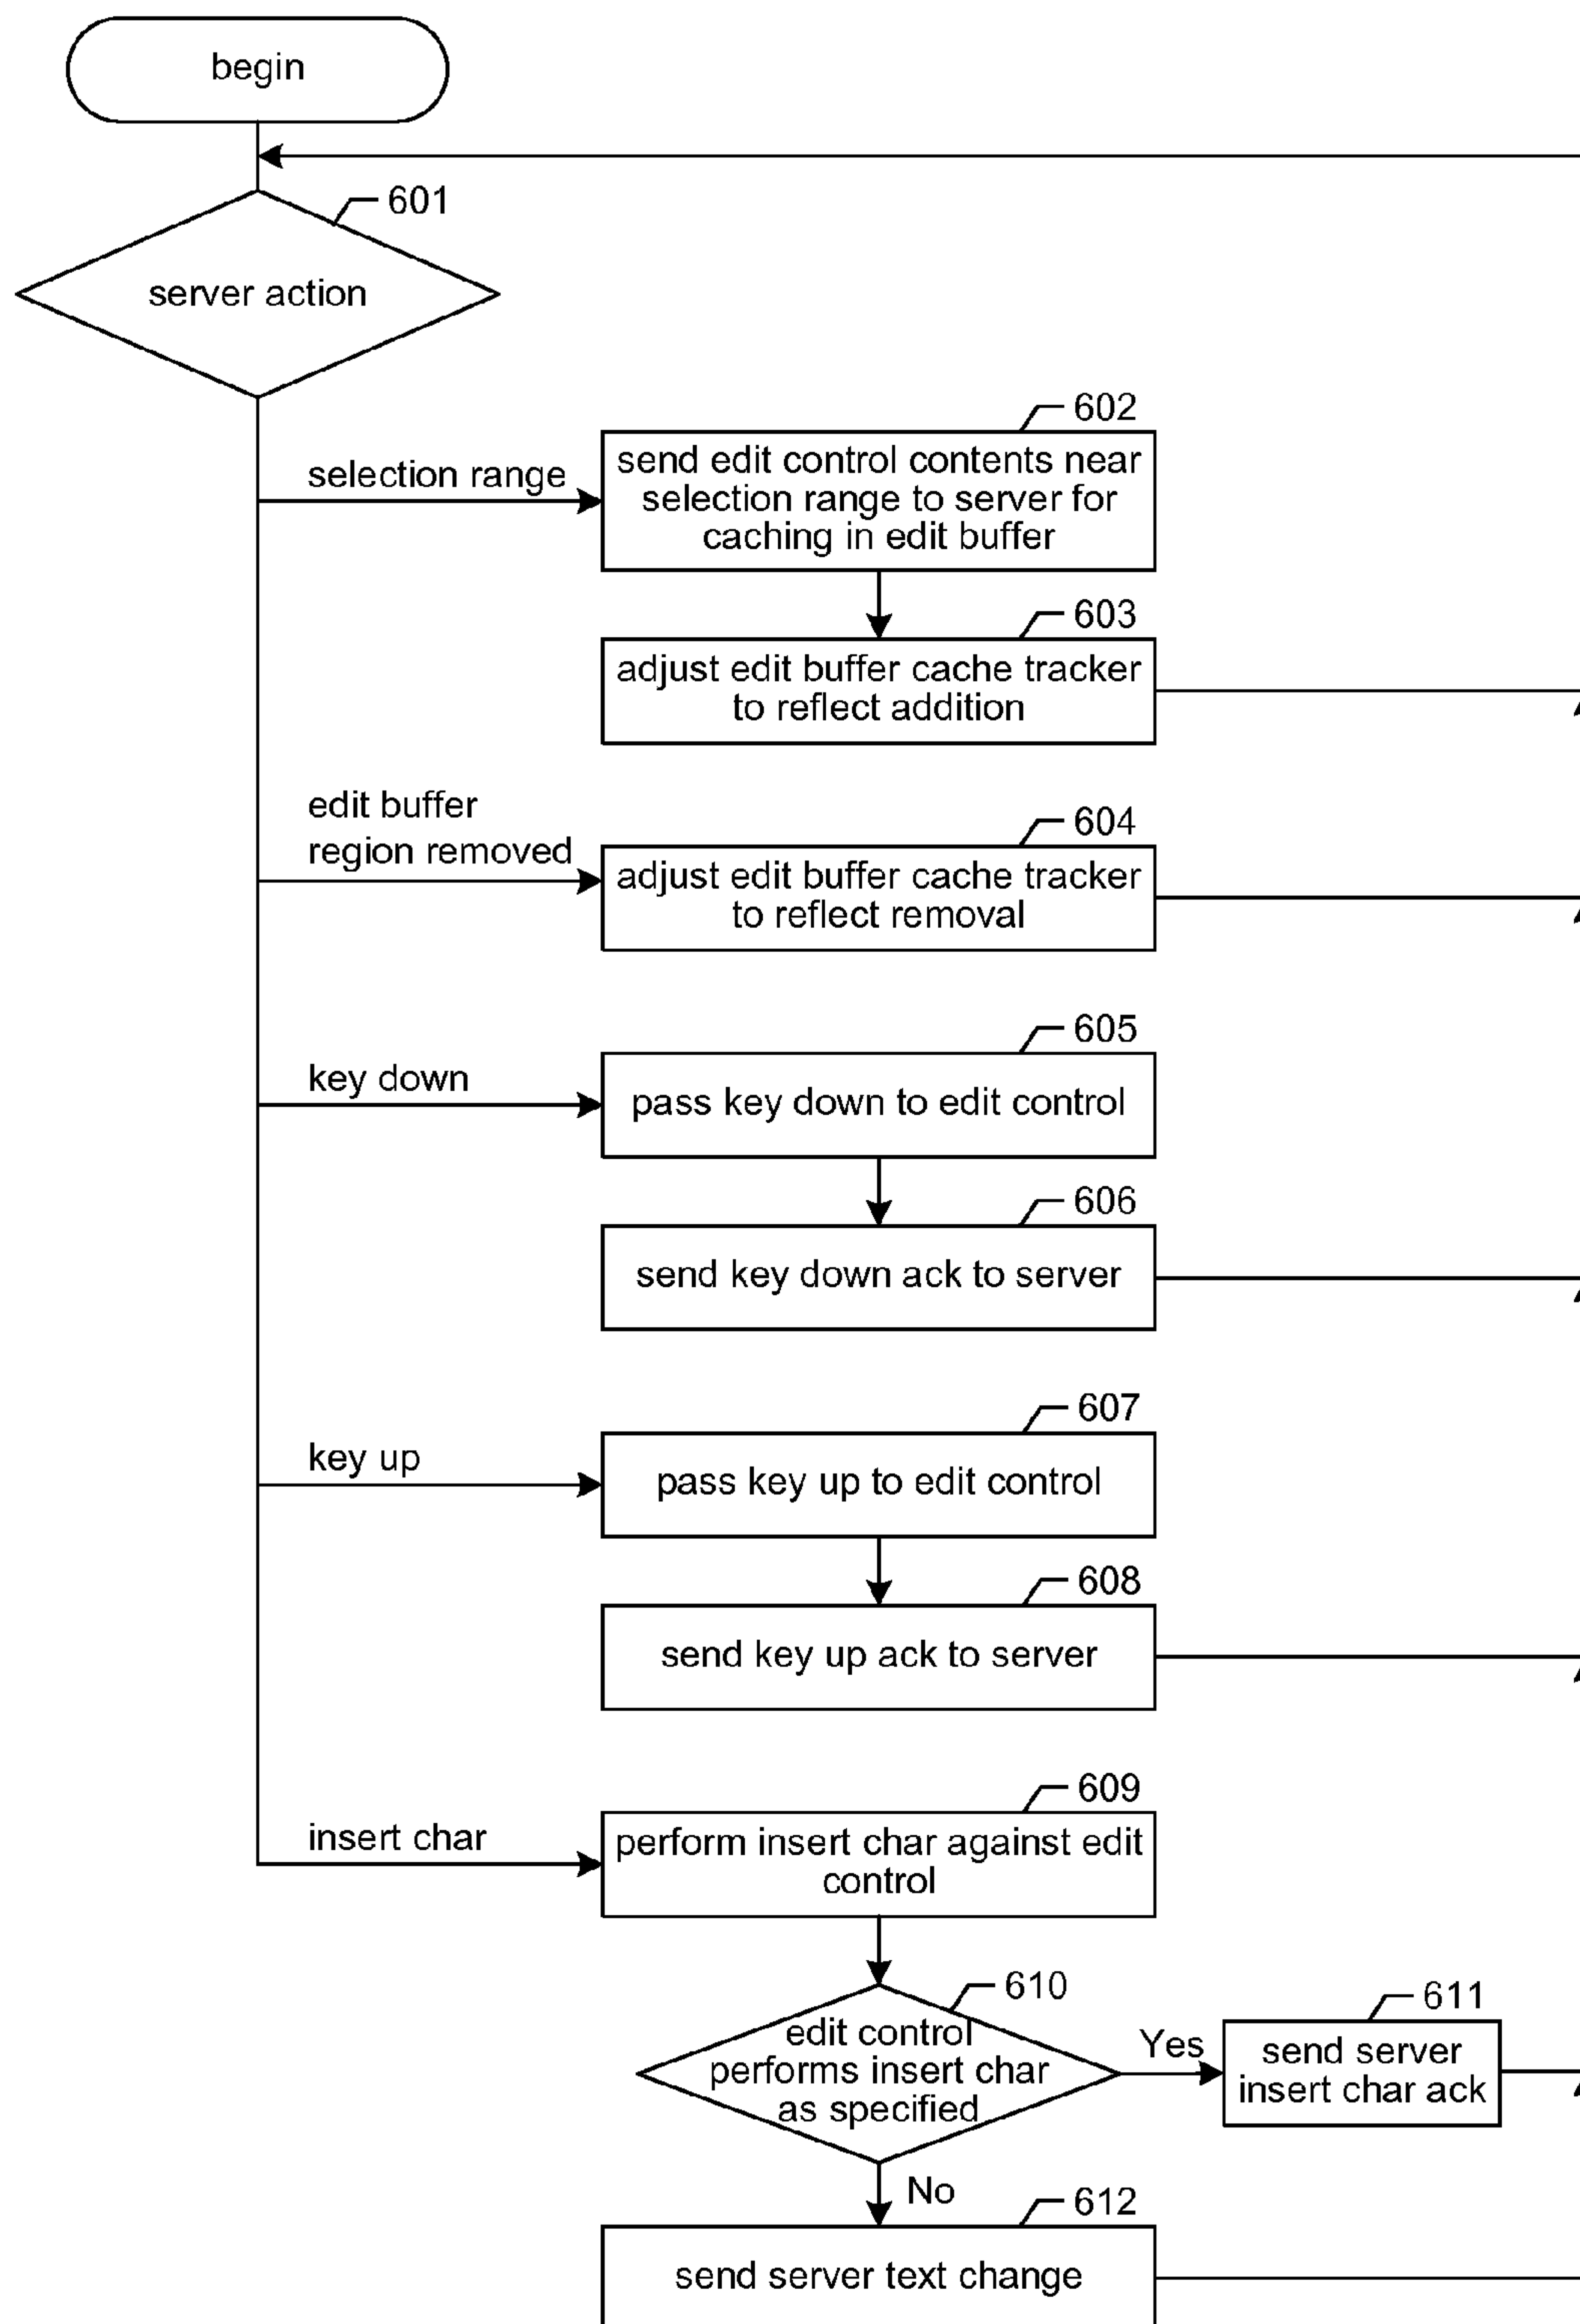 begin
601
server action
602
selection range
send edit control contents near
selection range to server for
caching in edit buffer
603
adjust edit buffer cache tracker
to reflect addition
edit buffer
region removed
604
adjust edit buffer cache tracker
to reflect removal
605
key down
pass key down to edit control
606
send key down ack to server
607
key up
pass key up to edit control
608
send key up ack to server
609
insert char
perform insert char against edit
control
610
edit control
performs insert char
as specified
Yes
611
send server
insert char ack
No
612
send server text change